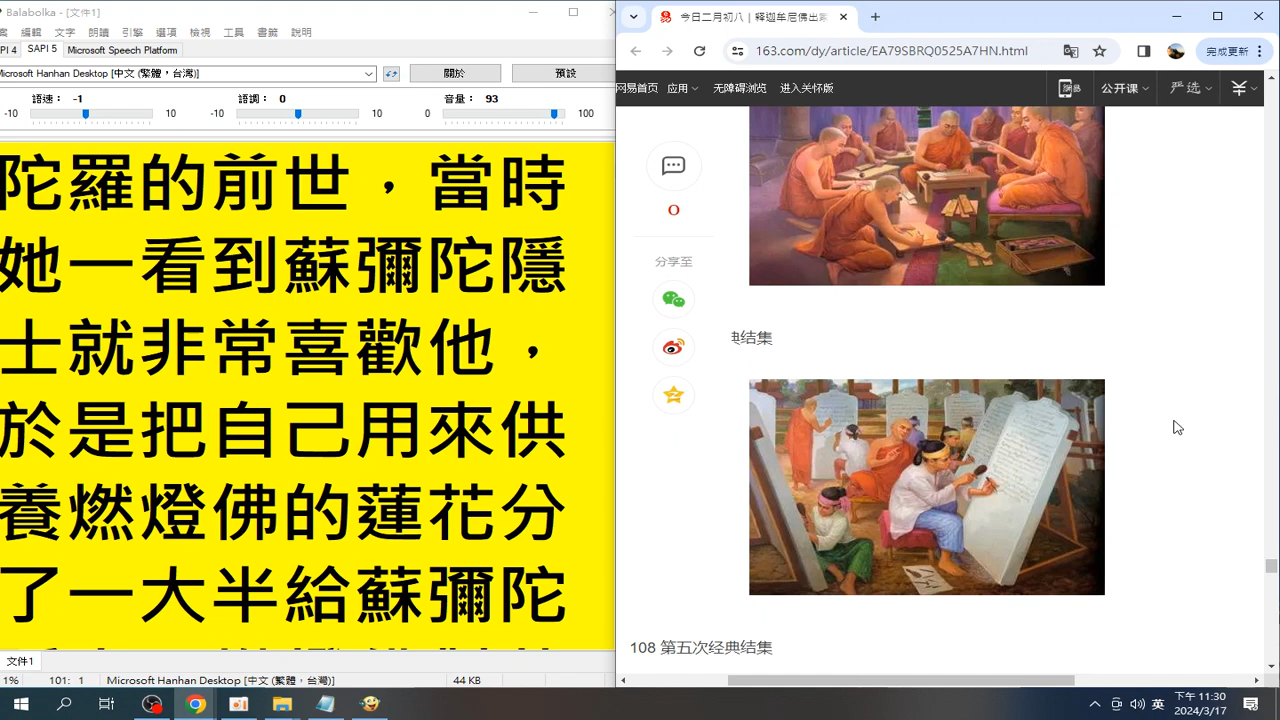 Balabolka - [文件1]
編輯 文字 朗讀 引擎 選項 檢視 工具 書籤 說明
PI 4 SAPI 5 Microsoft Speech Platform
Microsoft Hanhan Desktop [中文 (繁體，台灣)]
關於
預設
語速： -1
語調： 0
音量： 93
-10 10 -10 10 0 100
陀羅的前世，當時
她一看到蘇彌陀隱
士就非常喜歡他，
於是把自己用來供
養燃燈佛的蓮花分
了一大半給蘇彌陀
文件1
1% 101: 1 Microsoft Hanhan Desktop [中文 (繁體，台灣)] 44 KB
今日二月初八 | 释迦牟尼佛出家
163.com/dy/article/EA79SBRQ0525A7HN.html
完成更新
网易首页 应用 无障碍浏览 进入关怀版
公开课 严选
0
分享至
典结集
108 第五次经典结集
英
下午 11:30
2024/3/17